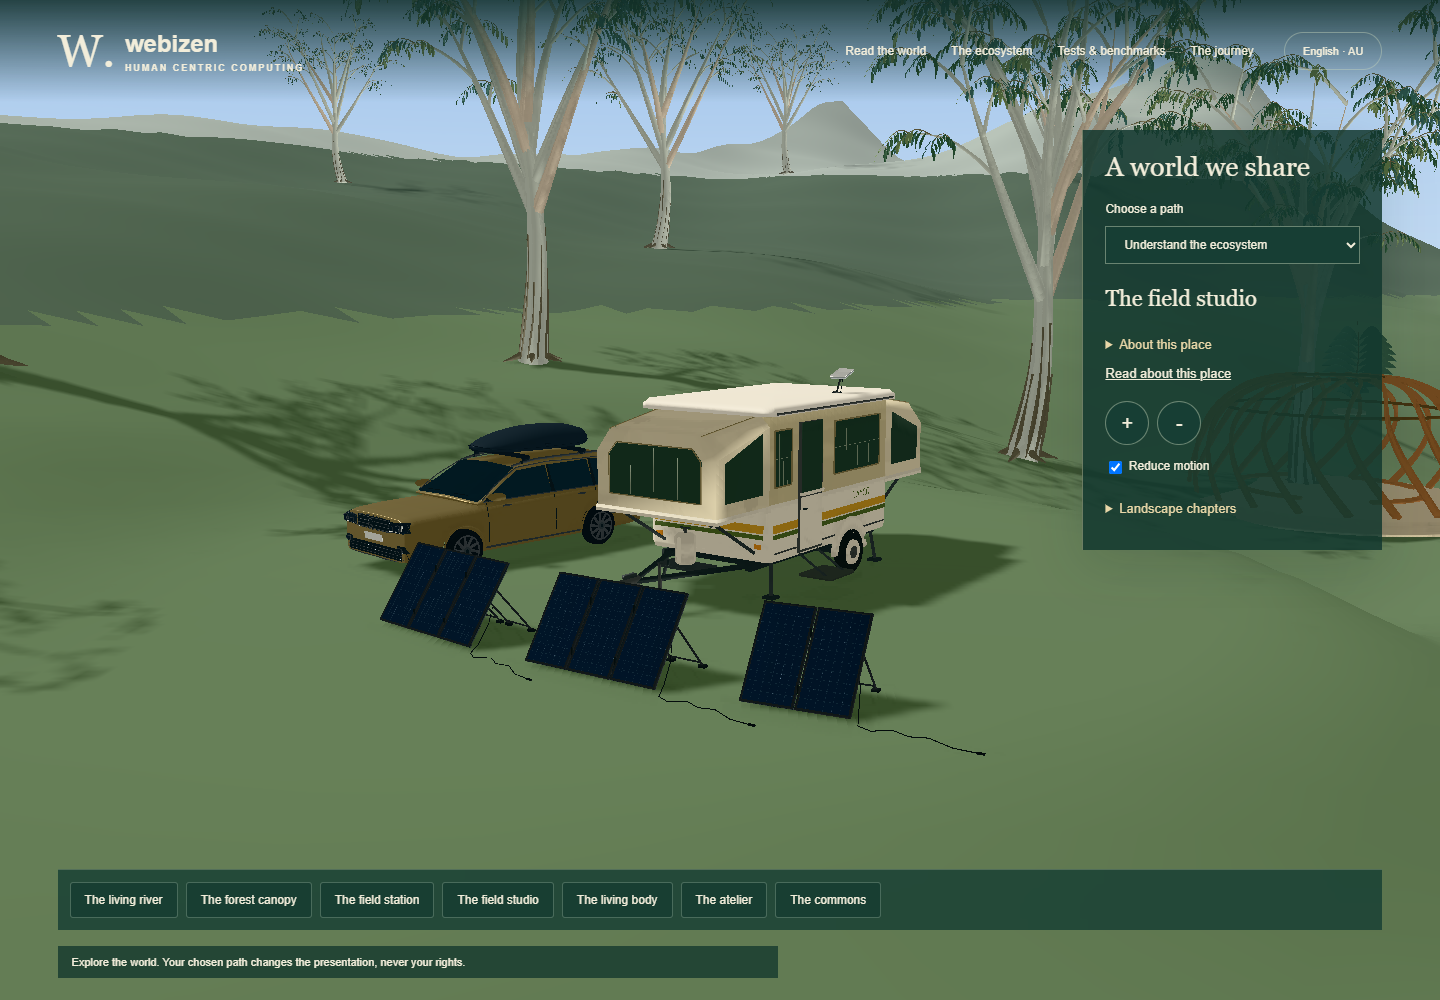 W.
webizen
HUMAN CENTRIC COMPUTING
Read the world
The ecosystem
Tests & benchmarks
The journey
English · AU
A world we share
Choose a path
Understand the ecosystem
The field studio
About this place
Read about this place
+
-
Reduce motion
Landscape chapters
The living river
The forest canopy
The field station
The field studio
The living body
The atelier
The commons
Explore the world. Your chosen path changes the presentation, never your rights.